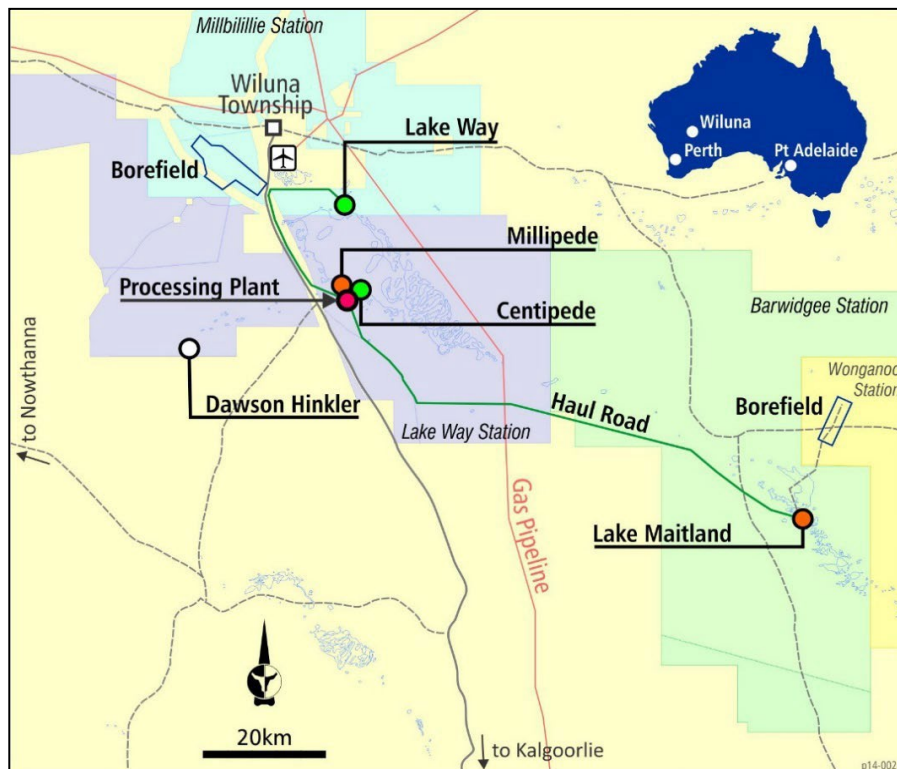 Millbilillie Station
Wiluna
Township
Lake Way
Borefield
Wiluna
Perth
Pt Adelaide
Millipede
Processing Plant
Centipede
Barwidgee Station
to Nowthanna
Dawson Hinkler
Lake Way Station
Haul Road
Wonganoo
Station
Borefield
Gas Pipeline
Lake Maitland
20km
to Kalgoorlie
p14-002